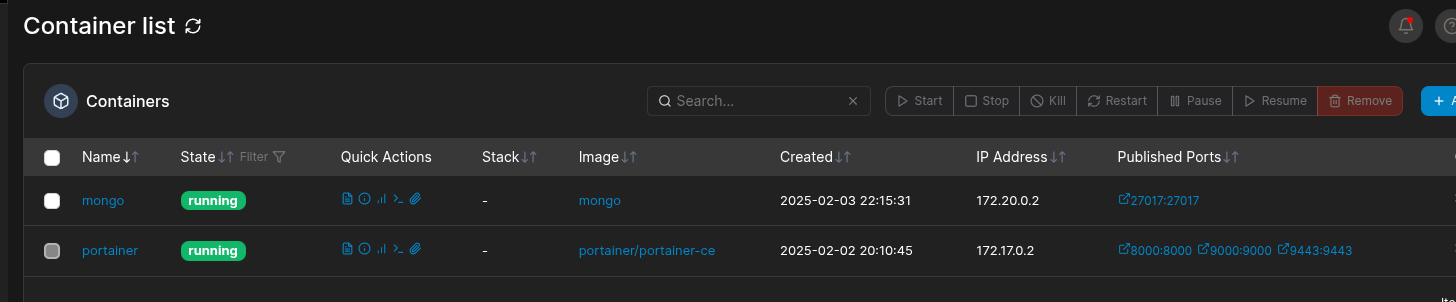 Container list
Containers
Search...
Start Stop Kill Restart Pause Resume Remove
Name State Filter Quick Actions Stack Image Created IP Address Published Ports
mongo running - mongo 2025-02-03 22:15:31 172.20.0.2 27017:27017
portainer running - portainer/portainer-ce 2025-02-02 20:10:45 172.17.0.2 8000:8000 9000:9000 9443:9443